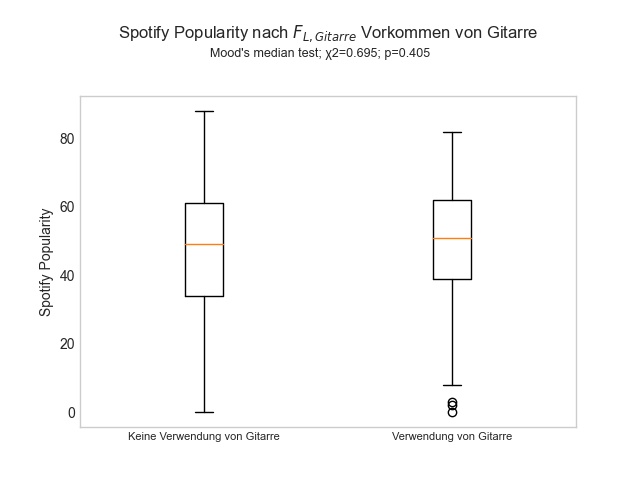 Spotify Popularity nach F_{L, Gitarre} Vorkommen von Gitarre
Mood's median test; χ2=0.695; p=0.405
80
60
40
20
0
Spotify Popularity
Keine Verwendung von Gitarre
Verwendung von Gitarre